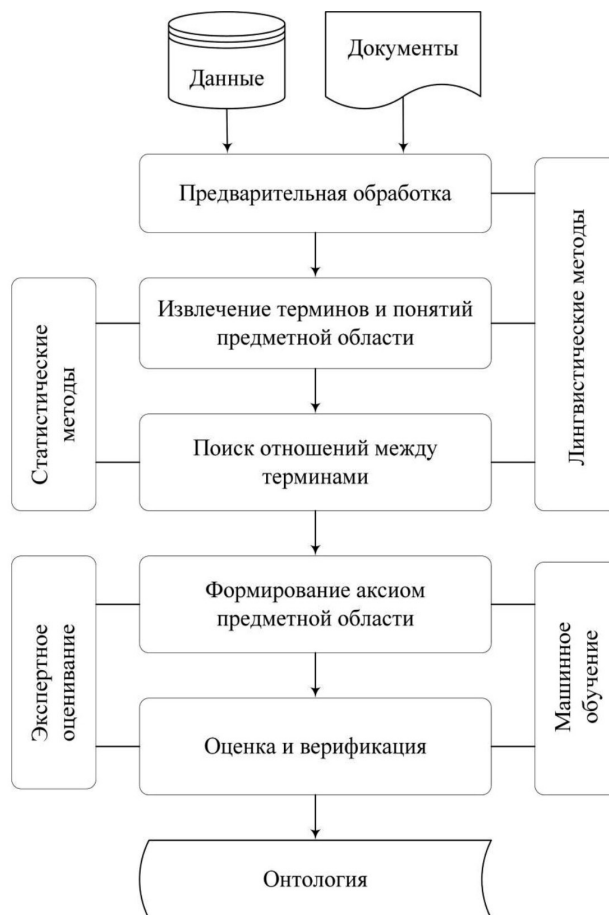 Данные
Документы
Предварительная обработка
Извлечение терминов и понятий
предметной области
Статистические
методы
Лингвистические методы
Поиск отношений между
терминами
Формирование аксиом
предметной области
Экспертное
оценивание
Машинное
обучение
Оценка и верификация
Онтология